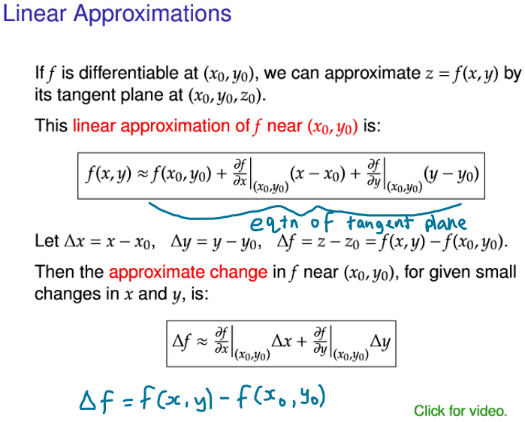 Linear Approximations
If f is differentiable at (x₀, y₀), we can approximate z = f(x, y) by
its tangent plane at (x₀, y₀, z₀).
This linear approximation of f near (x₀, y₀) is:
f(x, y) ≈ f(x₀, y₀) + ∂f/∂x|(x₀,y₀) (x − x₀) + ∂f/∂y|(x₀,y₀) (y − y₀)
eqtn of tangent plane
Let Δx = x − x₀, Δy = y − y₀, Δf = z − z₀ = f(x, y) − f(x₀, y₀).
Then the approximate change in f near (x₀, y₀), for given small
changes in x and y, is:
Δf ≈ ∂f/∂x|(x₀,y₀) Δx + ∂f/∂y|(x₀,y₀) Δy
Δf = f(x, y) − f(x₀, y₀)
Click for video.